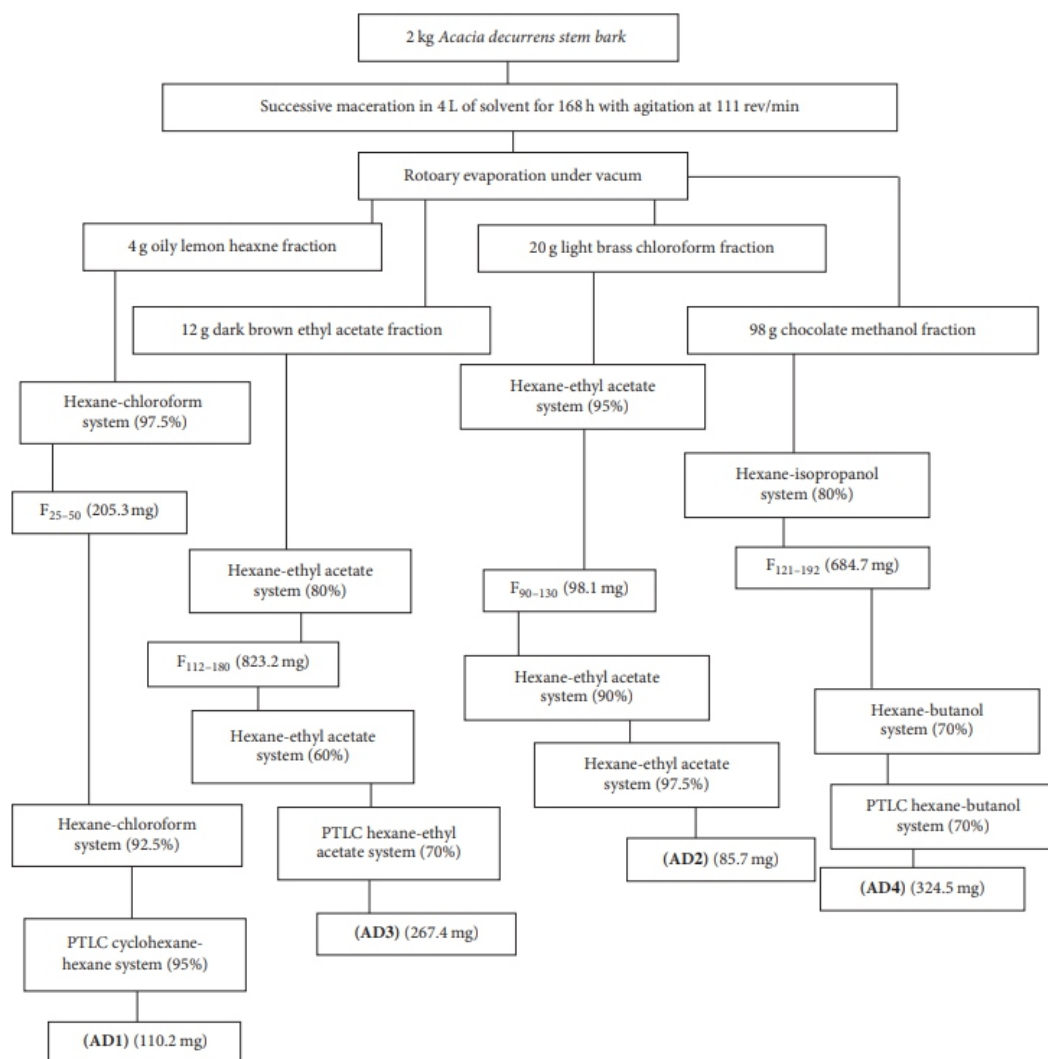 2 kg Acacia decurrens stem bark
Successive maceration in 4 L of solvent for 168 h with agitation at 111 rev/min
Rotoary evaporation under vacum
4 g oily lemon heaxne fraction
20 g light brass chloroform fraction
12 g dark brown ethyl acetate fraction
98 g chocolate methanol fraction
Hexane-chloroform
system (97.5%)
Hexane-ethyl acetate
system (95%)
Hexane-isopropanol
system (80%)
F25–50 (205.3 mg)
Hexane-ethyl acetate
system (80%)
F90–130 (98.1 mg)
F121–192 (684.7 mg)
F112–180 (823.2 mg)
Hexane-ethyl acetate
system (90%)
Hexane-butanol
system (70%)
Hexane-ethyl acetate
system (60%)
Hexane-ethyl acetate
system (97.5%)
Hexane-chloroform
system (92.5%)
PTLC hexane-ethyl
acetate system (70%)
PTLC hexane-butanol
system (70%)
(AD2) (85.7 mg)
(AD4) (324.5 mg)
(AD3) (267.4 mg)
PTLC cyclohexane-
hexane system (95%)
(AD1) (110.2 mg)